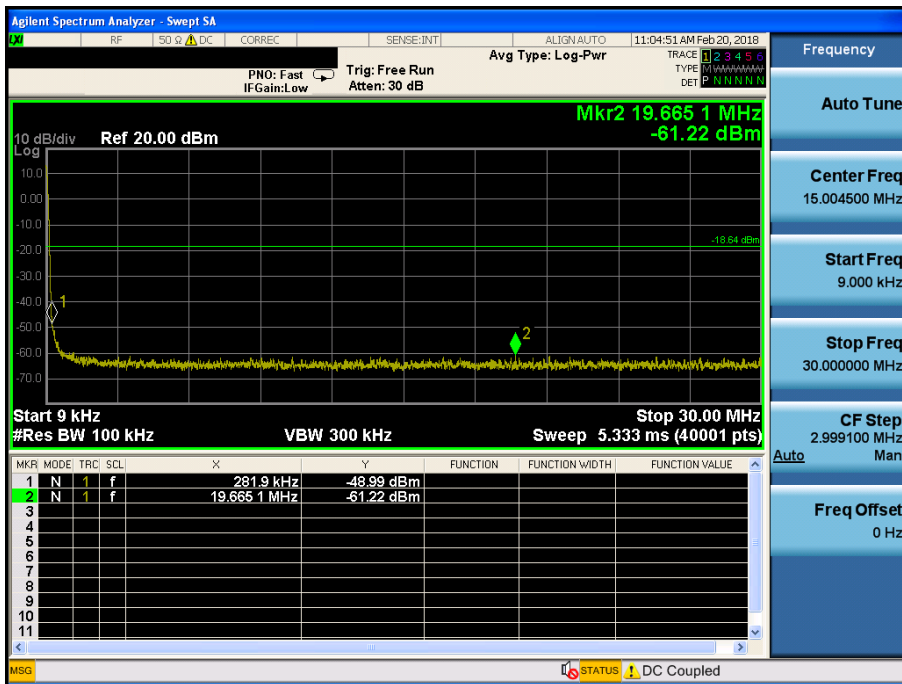 Agilent Spectrum Analyzer - Swept SA
LXI RF 50 Ω DC CORREC SENSE:INT ALIGNAUTO 11:04:51 AM Feb 20, 2018
Avg Type: Log-Pwr
TRACE 1 2 3 4 5 6
PNO: Fast Trig: Free Run
TYPE M WWWWW
IFGain:Low Atten: 30 dB
DET P N N N N N
Mkr2 19.665 1 MHz
-61.22 dBm
10 dB/div Ref 20.00 dBm
Log
10.0
0.00
-10.0
-18.64 dBm
-20.0
-30.0
-40.0
1
-50.0
2
-60.0
-70.0
Start 9 kHz Stop 30.00 MHz
#Res BW 100 kHz VBW 300 kHz Sweep 5.333 ms (40001 pts)
MKR MODE TRC SCL X Y FUNCTION FUNCTION WIDTH FUNCTION VALUE
1 N 1 f 281.9 kHz -48.99 dBm
2 N 1 f 19.665 1 MHz -61.22 dBm
3
4
5
6
7
8
9
10
11
MSG STATUS DC Coupled
Frequency
Auto Tune
Center Freq
15.004500 MHz
Start Freq
9.000 kHz
Stop Freq
30.000000 MHz
CF Step
2.999100 MHz
Auto Man
Freq Offset
0 Hz